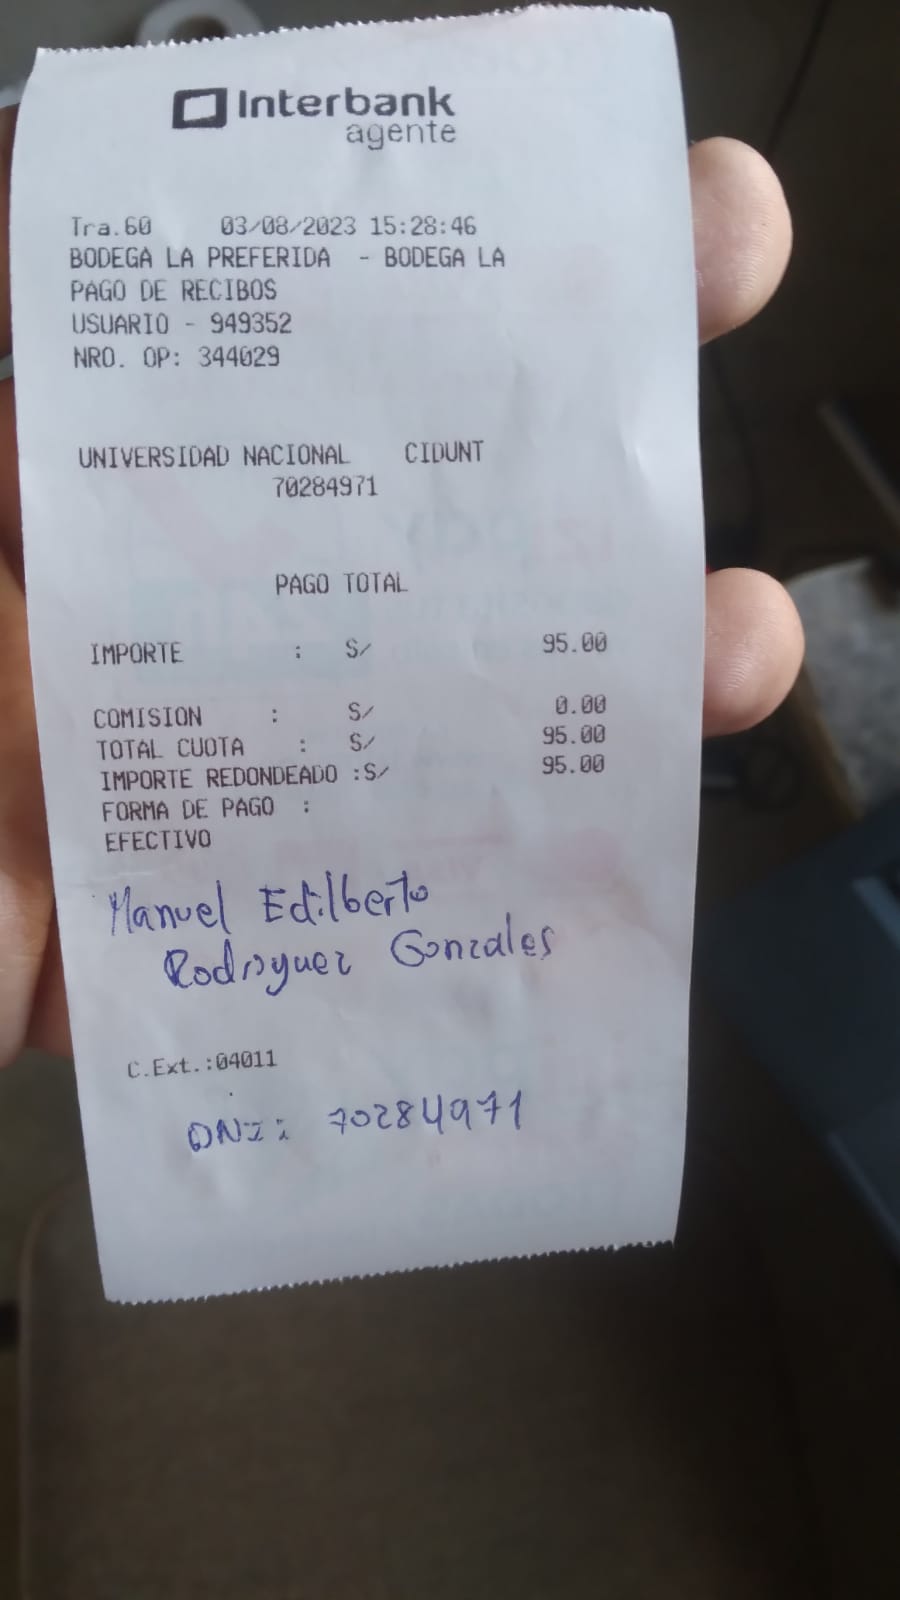 Interbank
agente
Tra.60 03/08/2023 15:28:46
BODEGA LA PREFERIDA - BODEGA LA
PAGO DE RECIBOS
USUARIO - 949352
NRO. OP: 344029
UNIVERSIDAD NACIONAL CIDUNT
70284971
PAGO TOTAL
IMPORTE : S/ 95.00
COMISION : S/ 0.00
TOTAL CUOTA : S/ 95.00
IMPORTE REDONDEADO :S/ 95.00
FORMA DE PAGO :
EFECTIVO
Manuel Edilberto
Rodriguez Gonzales
C.Ext.:04011
DNI: 70284971